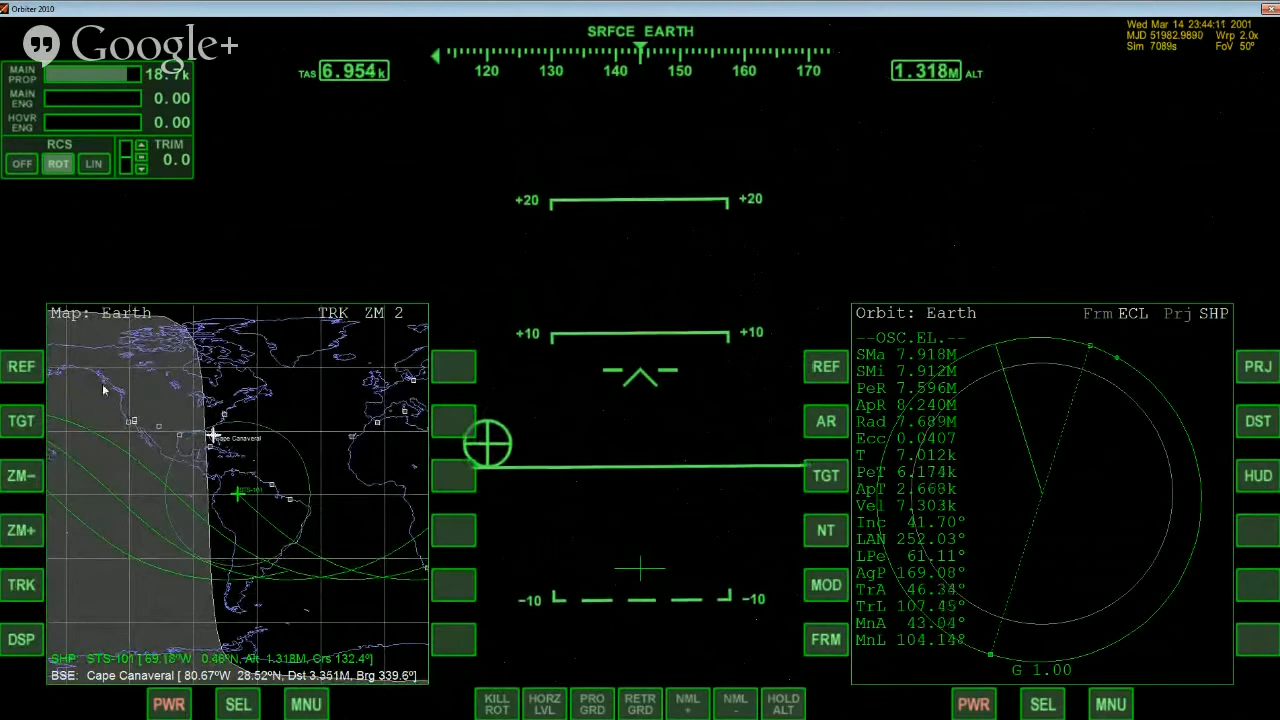 Orbiter 2010
Google+
SRFCE EARTH
Wed Mar 14 23:44:11 2001
MJD 51982.9890 Wrp 2.0x
Sim 7089s FoV 50°
MAIN PROP 18.7k
MAIN ENG 0.00
HOVR ENG 0.00
RCS TRIM
OFF ROT LIN 0.0
TAS 6.954k
120 130 140 150 160 170
1.318M ALT
+20 +20
+10 +10
-10 -10
Map: Earth TRK ZM 2
Cape Canaveral
STS-101
SHP: STS-101 [ 69.18°W 0.46°N, Alt 1.318M, Crs 132.4°]
BSE: Cape Canaveral [ 80.67°W 28.52°N, Dst 3.351M, Brg 339.6°]
REF
TGT
ZM-
ZM+
TRK
DSP
PWR SEL MNU
KILL ROT
HORZ LVL
PRO GRD
RETR GRD
NML +
NML -
HOLD ALT
REF
AR
TGT
NT
MOD
FRM
Orbit: Earth Frm ECL Prj SHP
--OSC.EL.--
SMa 7.918M
SMi 7.912M
PeR 7.596M
ApR 8.240M
Rad 7.689M
Ecc 0.0407
T 7.012k
PeT 6.174k
ApT 2.668k
Vel 7.303k
Inc 41.70°
LAN 252.03°
LPe 61.11°
AgP 169.08°
TrA 46.34°
TrL 107.45°
MnA 43.04°
MnL 104.14°
G 1.00
PRJ
DST
HUD
PWR SEL MNU